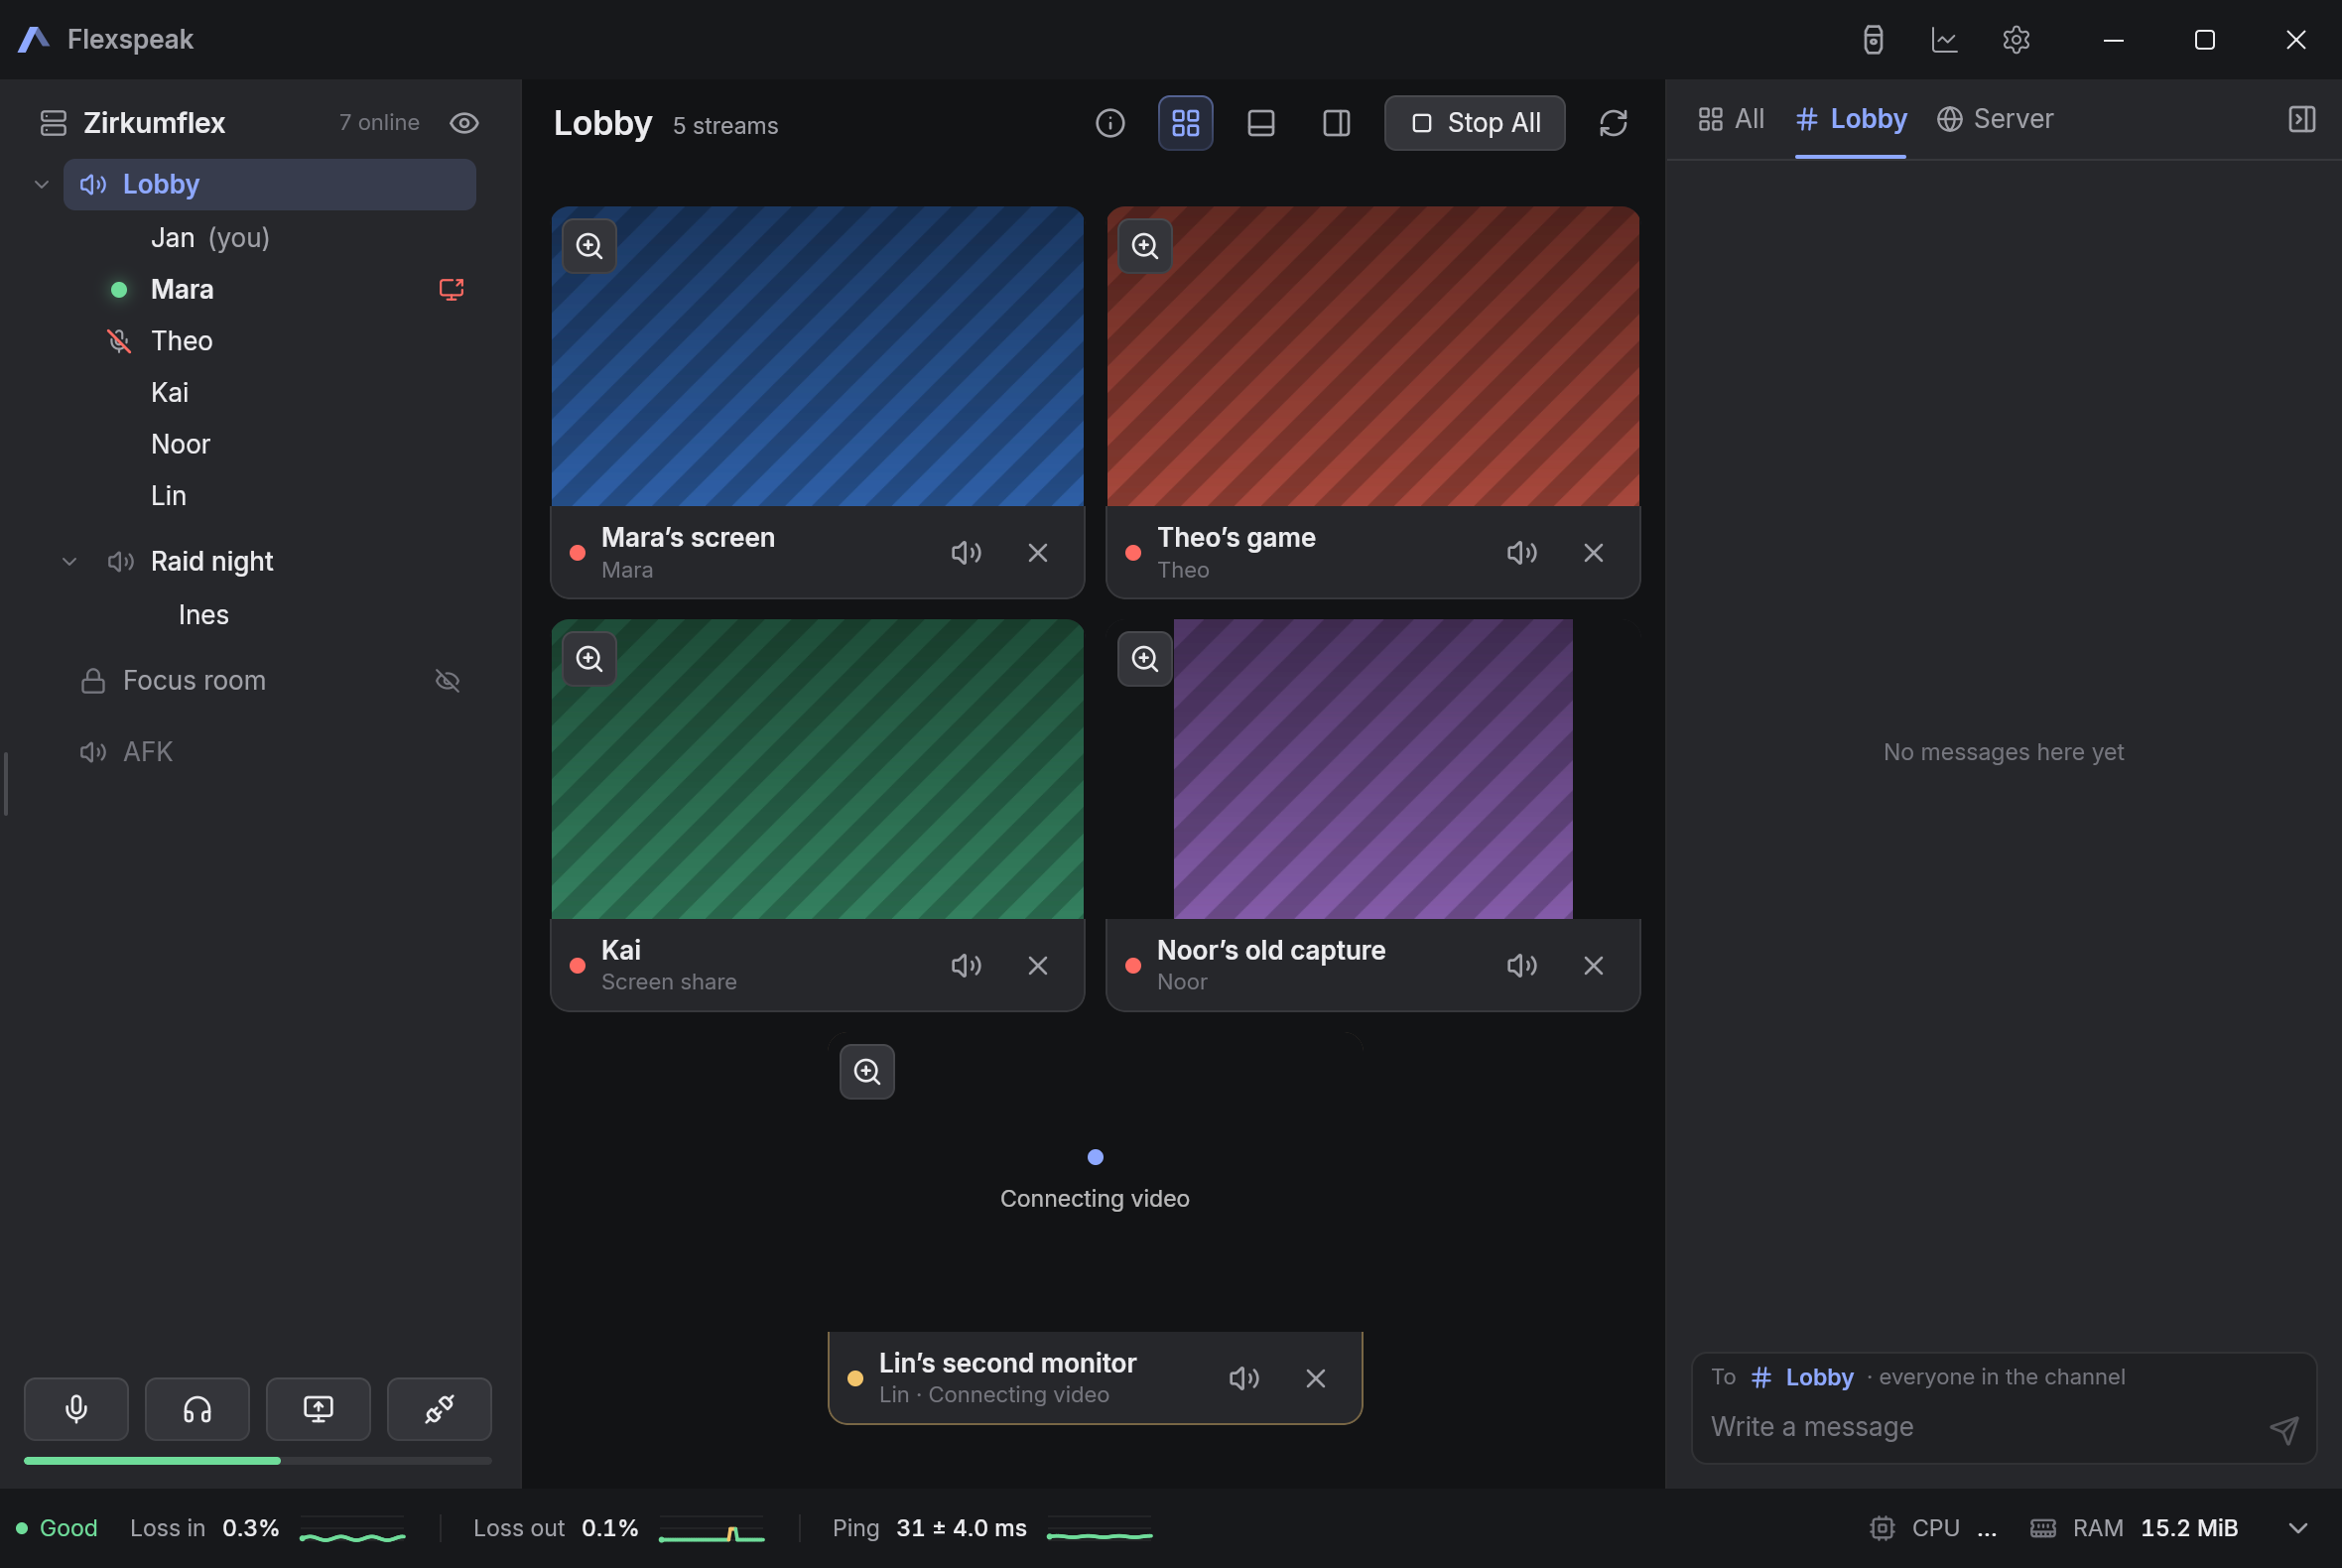 Flexspeak
Zirkumflex 7 online
Lobby
Jan (you)
Mara
Theo
Kai
Noor
Lin
Raid night
Ines
Focus room
AFK
Lobby 5 streams
Stop All
Mara’s screen
Mara
Theo’s game
Theo
Kai
Screen share
Noor’s old capture
Noor
Connecting video
Lin’s second monitor
Lin · Connecting video
All # Lobby Server
No messages here yet
To # Lobby · everyone in the channel
Write a message
Good Loss in 0.3% Loss out 0.1% Ping 31 ± 4.0 ms CPU ... RAM 15.2 MiB